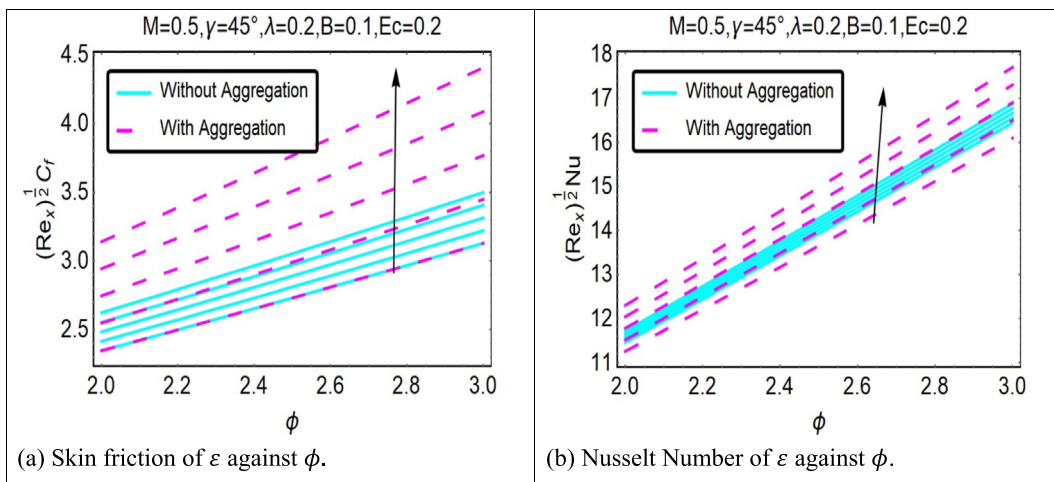 M=0.5,γ=45°,λ=0.2,B=0.1,Ec=0.2
4.5
4.0
3.5
3.0
2.5
(Re_x)^{1/2} C_f
Without Aggregation
With Aggregation
2.0 2.2 2.4 2.6 2.8 3.0
ϕ
(a) Skin friction of ε against ϕ.
M=0.5,γ=45°,λ=0.2,B=0.1,Ec=0.2
18
17
16
15
14
13
12
11
(Re_x)^{1/2} Nu
Without Aggregation
With Aggregation
2.0 2.2 2.4 2.6 2.8 3.0
ϕ
(b) Nusselt Number of ε against ϕ.